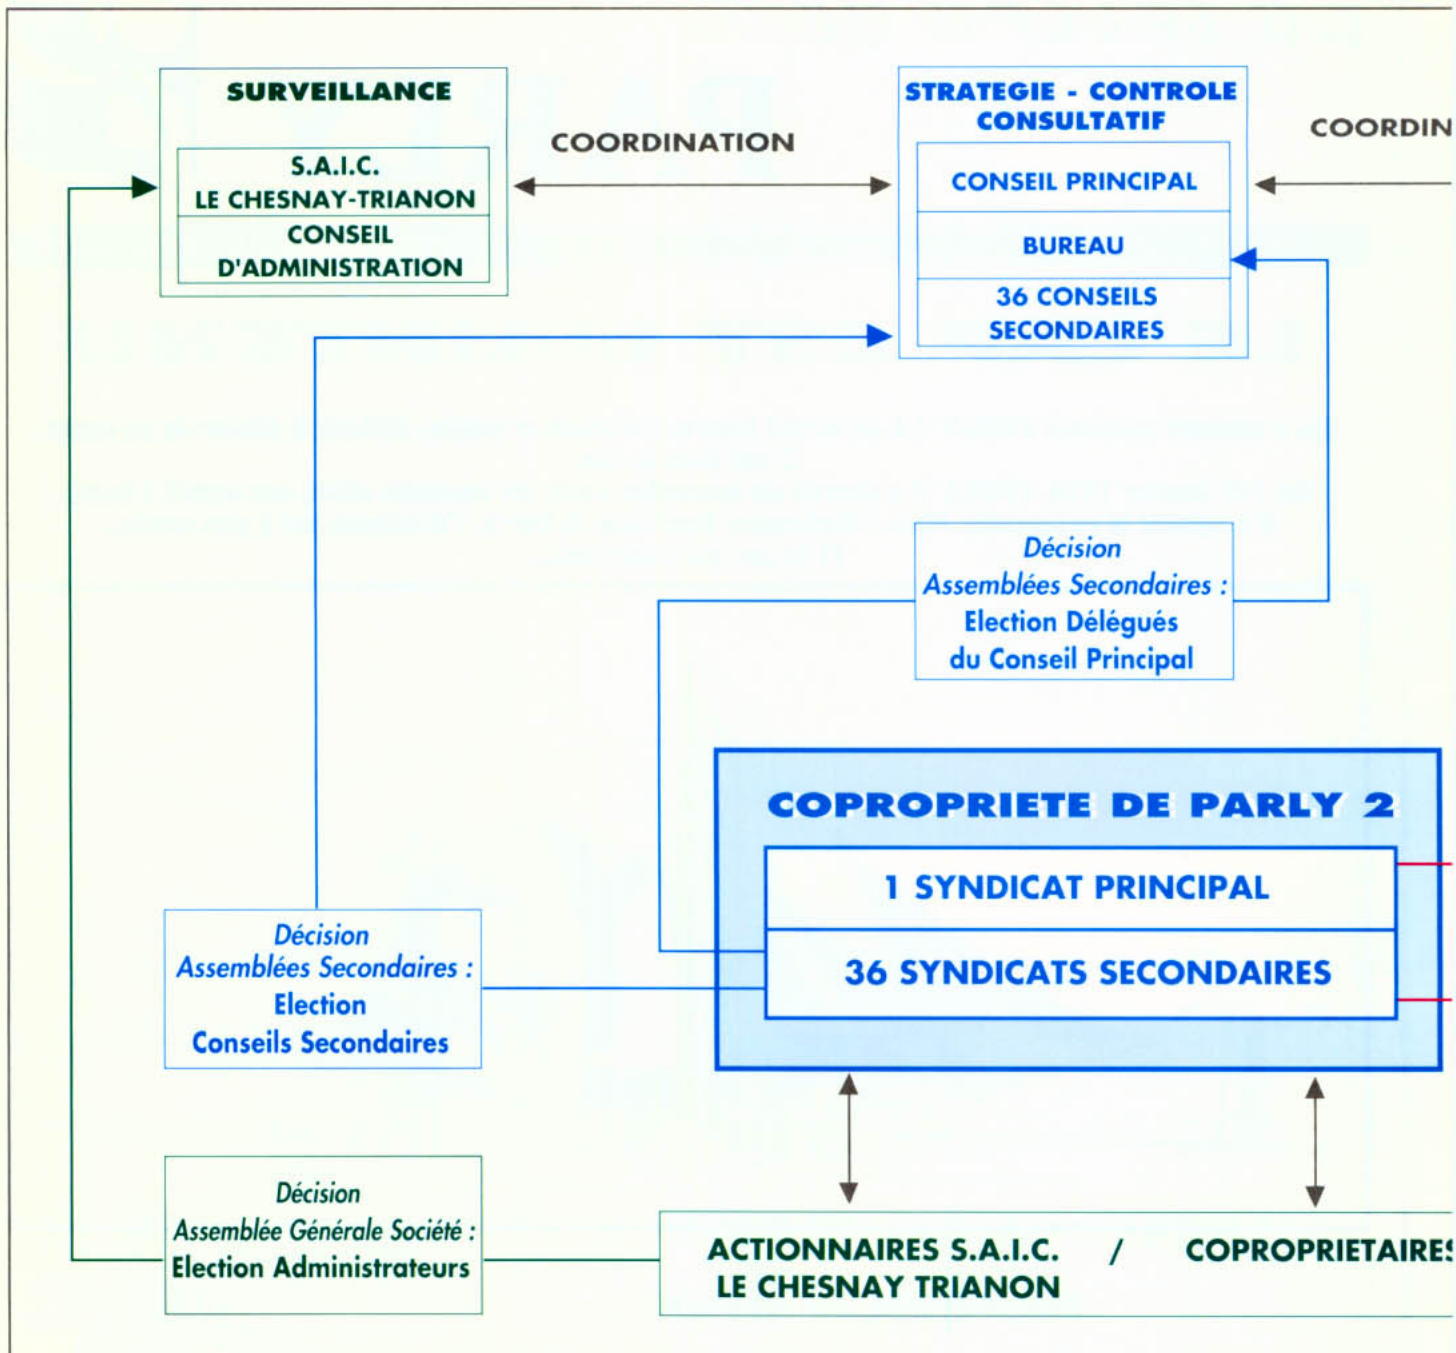 SURVEILLANCE
S.A.I.C.
LE CHESNAY-TRIANON
CONSEIL
D'ADMINISTRATION
COORDINATION
STRATEGIE - CONTROLE
CONSULTATIF
CONSEIL PRINCIPAL
BUREAU
36 CONSEILS
SECONDAIRES
COORDIN
Décision
Assemblées Secondaires :
Election Délégués
du Conseil Principal
COPROPRIETE DE PARLY 2
1 SYNDICAT PRINCIPAL
36 SYNDICATS SECONDAIRES
Décision
Assemblées Secondaires :
Election
Conseils Secondaires
Décision
Assemblée Générale Société :
Election Administrateurs
ACTIONNAIRES S.A.I.C. / COPROPRIETAIRES
LE CHESNAY TRIANON